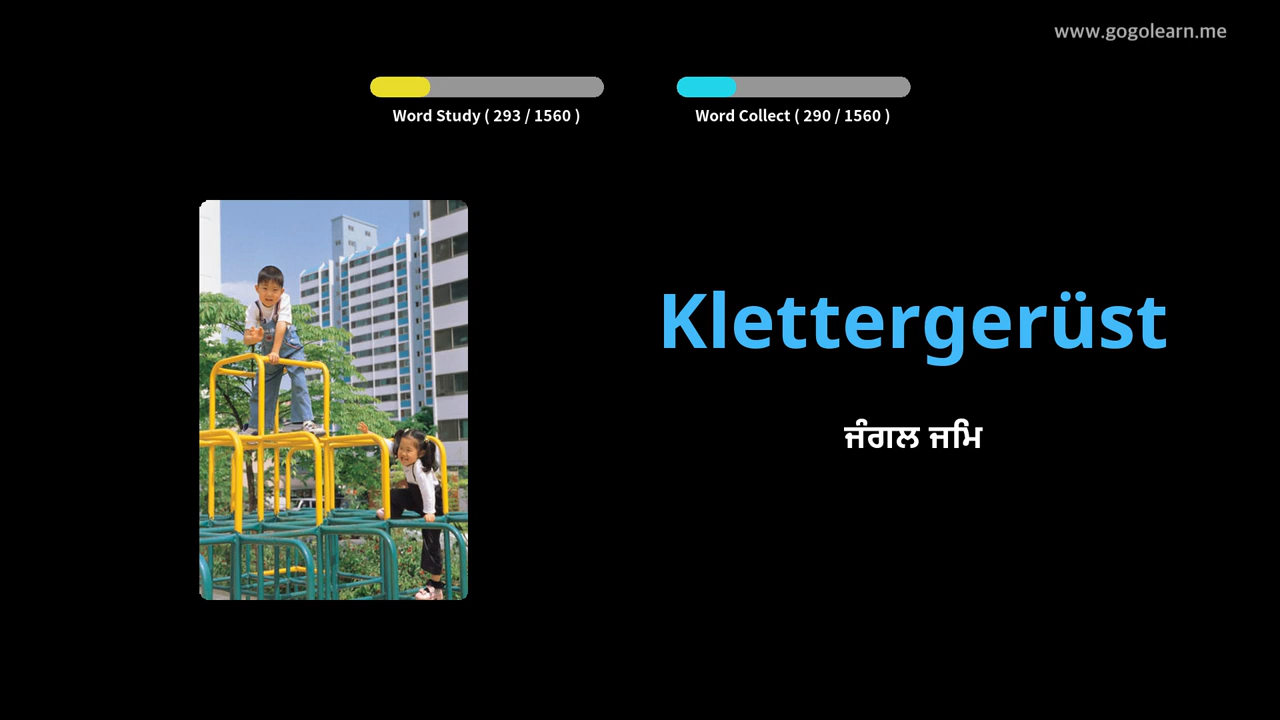 www.gogolearn.me
Word Study ( 293 / 1560 )
Word Collect ( 290 / 1560 )
Klettergerüst
ਜੰਗਲ ਜਮਿ